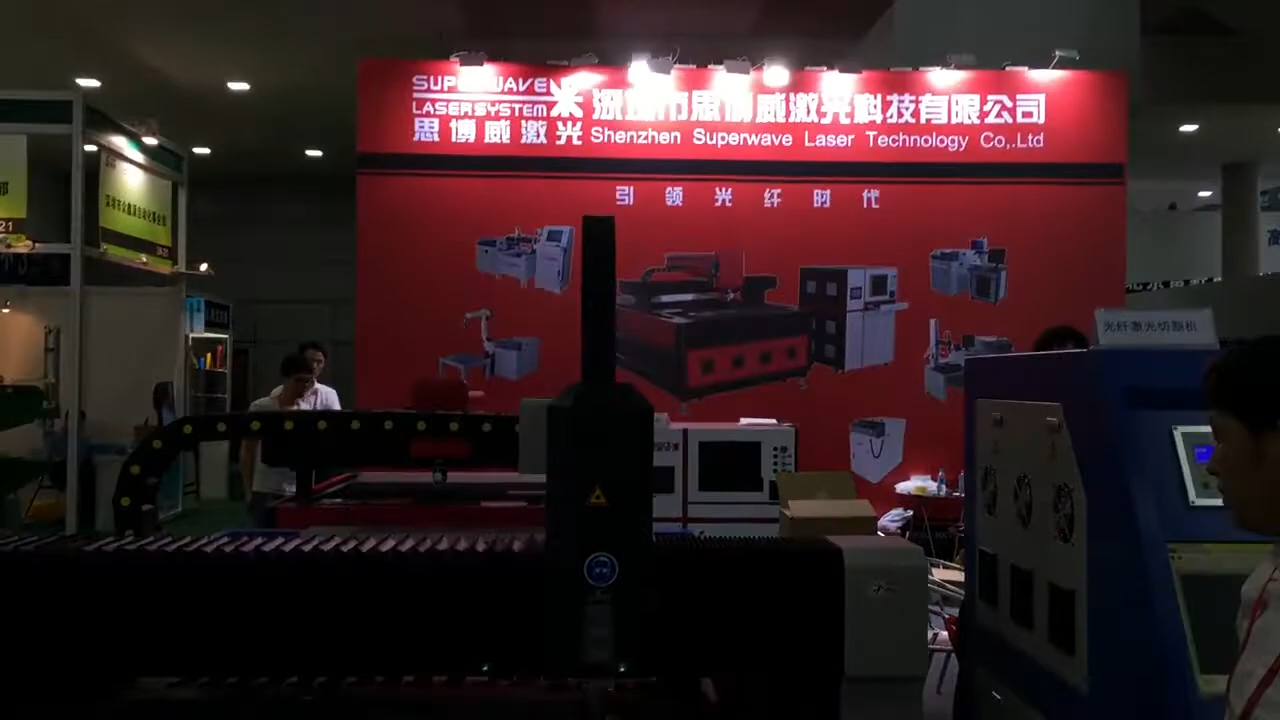 SUPERWAVE
LASERSYSTEM
思博威激光
深圳市思博威激光科技有限公司
Shenzhen Superwave Laser Technology Co,.Ltd
引领光纤时代
光纤激光切割机
21